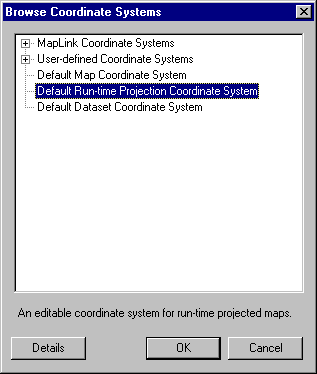 Browse Coordinate Systems
MapLink Coordinate Systems
User-defined Coordinate Systems
Default Map Coordinate System
Default Run-time Projection Coordinate System
Default Dataset Coordinate System
An editable coordinate system for run-time projected maps.
Details
OK
Cancel